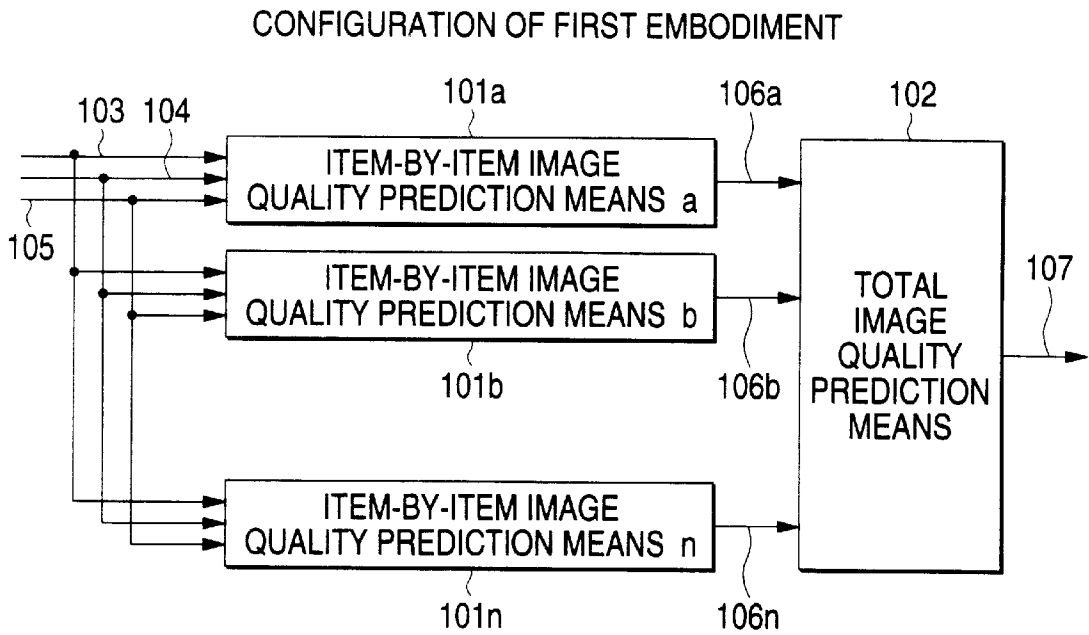 CONFIGURATION OF FIRST EMBODIMENT
103
104
101a
106a
102
ITEM-BY-ITEM IMAGE
QUALITY PREDICTION MEANS a
105
ITEM-BY-ITEM IMAGE
QUALITY PREDICTION MEANS b
101b
106b
TOTAL
IMAGE
QUALITY
PREDICTION
MEANS
107
ITEM-BY-ITEM IMAGE
QUALITY PREDICTION MEANS n
101n
106n